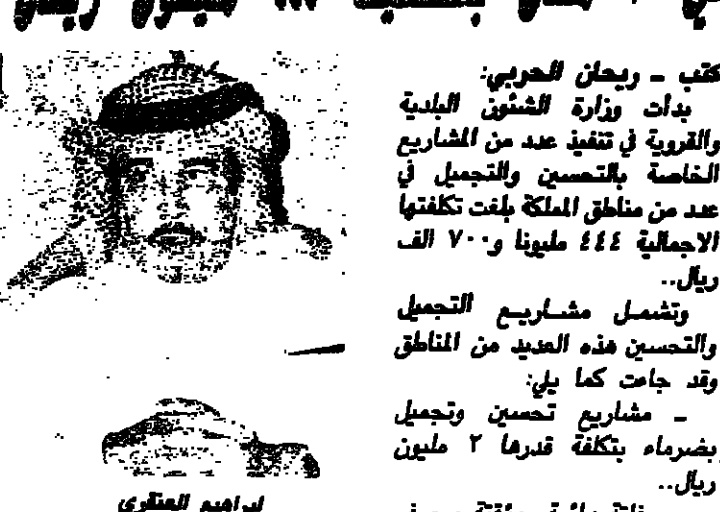 كتب - ريحان الحربي:
بدأت وزارة الشئون البلدية
والقروية في تنفيذ عدد من المشاريع
الخاصة بالتحسين والتجميل في
عدد من مناطق المملكة بلغت تكلفتها
الاجمالية ٤٤٤ مليونا و٧٠٠ الف
ريال..
وتشمل مشاريع التجميل
والتحسين هذه العديد من المناطق
وقد جاءت كما يلي:
- مشاريع تحسين وتجميل
بضرماء بتكلفة قدرها ٢ مليون
ريال..
ابراهيم العنقري